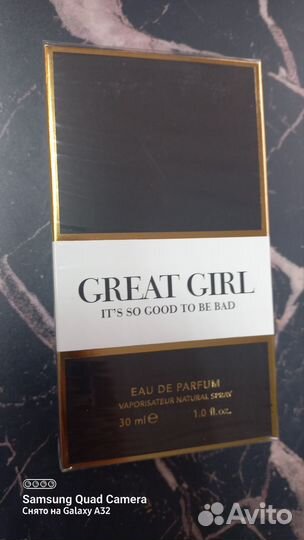 GREAT GIRL
IT'S SO GOOD TO BE BAD
EAU DE PARFUM
VAPORISATEUR NATURAL SPRAY
30 ml e 1.0 fl.oz.
Samsung Quad Camera
Снято на Galaxy A32
Avito